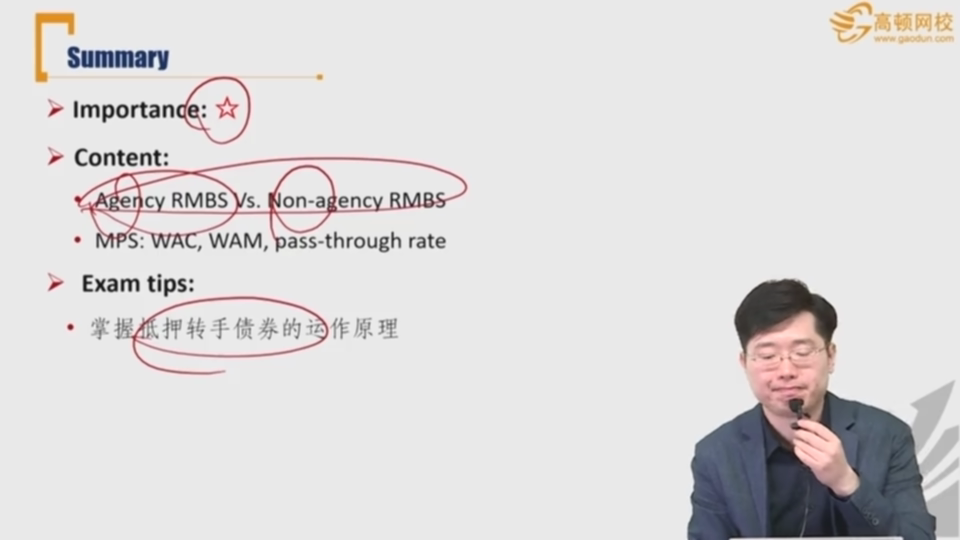 高顿网校
www.gaodun.com
Summary
Importance: ☆
Content:
Agency RMBS Vs. Non-agency RMBS
MPS: WAC, WAM, pass-through rate
Exam tips:
掌握抵押转手债券的运作原理